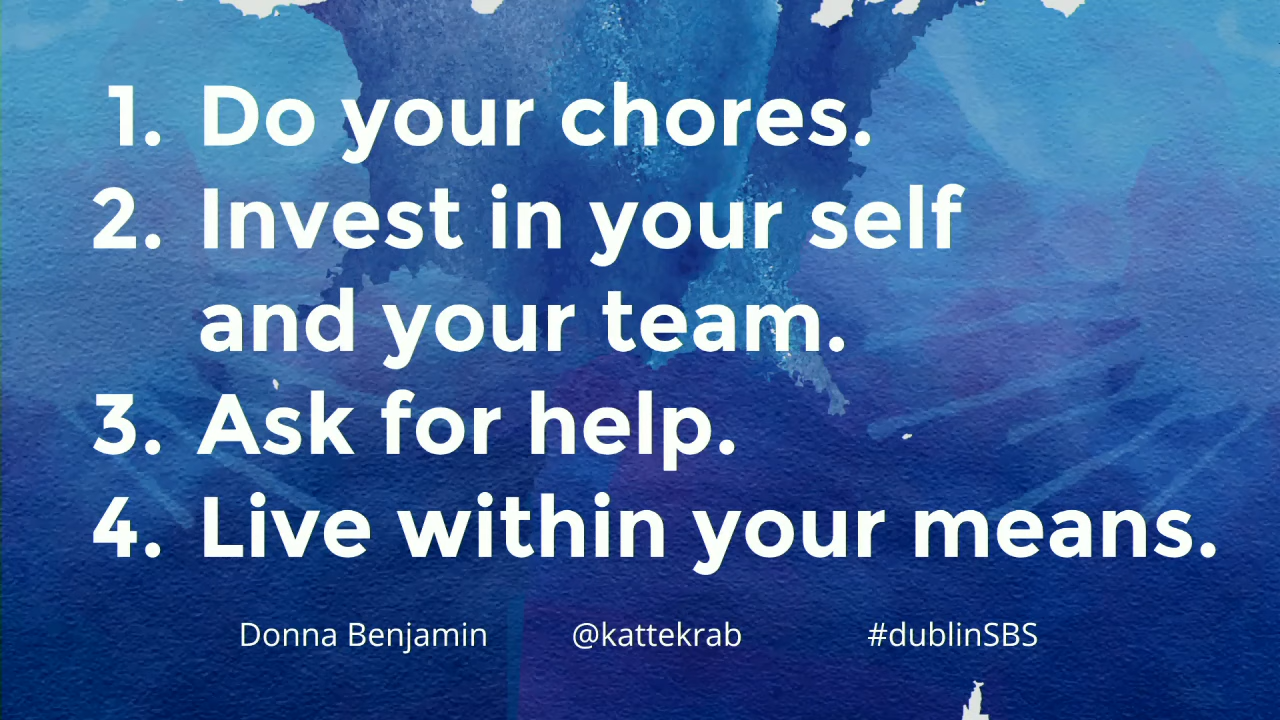 1. Do your chores.
2. Invest in your self
and your team.
3. Ask for help.
4. Live within your means.
Donna Benjamin @kattekrab #dublinSBS